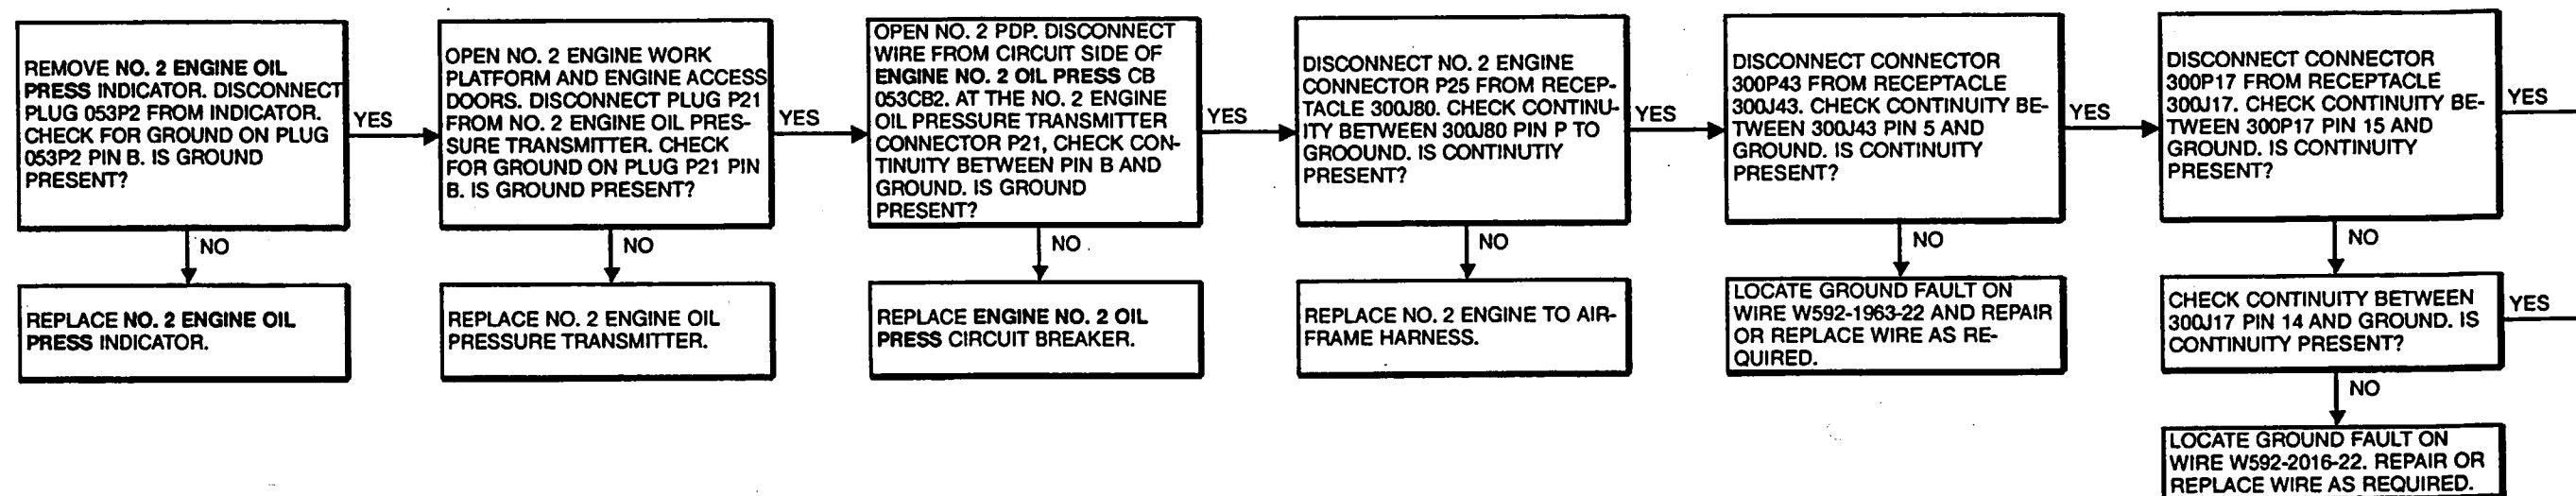 REMOVE NO. 2 ENGINE OIL
PRESS INDICATOR. DISCONNECT
PLUG 053P2 FROM INDICATOR.
CHECK FOR GROUND ON PLUG
053P2 PIN B. IS GROUND
PRESENT?
YES
NO
REPLACE NO. 2 ENGINE OIL
PRESS INDICATOR.
OPEN NO. 2 ENGINE WORK
PLATFORM AND ENGINE ACCESS
DOORS. DISCONNECT PLUG P21
FROM NO. 2 ENGINE OIL PRES-
SURE TRANSMITTER. CHECK
FOR GROUND ON PLUG P21 PIN
B. IS GROUND PRESENT?
YES
NO
REPLACE NO. 2 ENGINE OIL
PRESSURE TRANSMITTER.
OPEN NO. 2 PDP. DISCONNECT
WIRE FROM CIRCUIT SIDE OF
ENGINE NO. 2 OIL PRESS CB
053CB2. AT THE NO. 2 ENGINE
OIL PRESSURE TRANSMITTER
CONNECTOR P21, CHECK CON-
TINUITY BETWEEN PIN B AND
GROUND. IS GROUND
PRESENT?
YES
NO
REPLACE ENGINE NO. 2 OIL
PRESS CIRCUIT BREAKER.
DISCONNECT NO. 2 ENGINE
CONNECTOR P25 FROM RECEP-
TACLE 300J80. CHECK CONTINU-
ITY BETWEEN 300J80 PIN P TO
GROOUND. IS CONTINUTIY
PRESENT?
YES
NO
REPLACE NO. 2 ENGINE TO AIR-
FRAME HARNESS.
DISCONNECT CONNECTOR
300P43 FROM RECEPTACLE
300J43. CHECK CONTINUITY BE-
TWEEN 300J43 PIN 5 AND
GROUND. IS CONTINUITY
PRESENT?
YES
NO
LOCATE GROUND FAULT ON
WIRE W592-1963-22 AND REPAIR
OR REPLACE WIRE AS RE-
QUIRED.
DISCONNECT CONNECTOR
300P17 FROM RECEPTACLE
300J17. CHECK CONTINUITY BE-
TWEEN 300P17 PIN 15 AND
GROUND. IS CONTINUITY
PRESENT?
YES
NO
CHECK CONTINUITY BETWEEN
300J17 PIN 14 AND GROUND. IS
CONTINUITY PRESENT?
YES
NO
LOCATE GROUND FAULT ON
WIRE W592-2016-22. REPAIR OR
REPLACE WIRE AS REQUIRED.